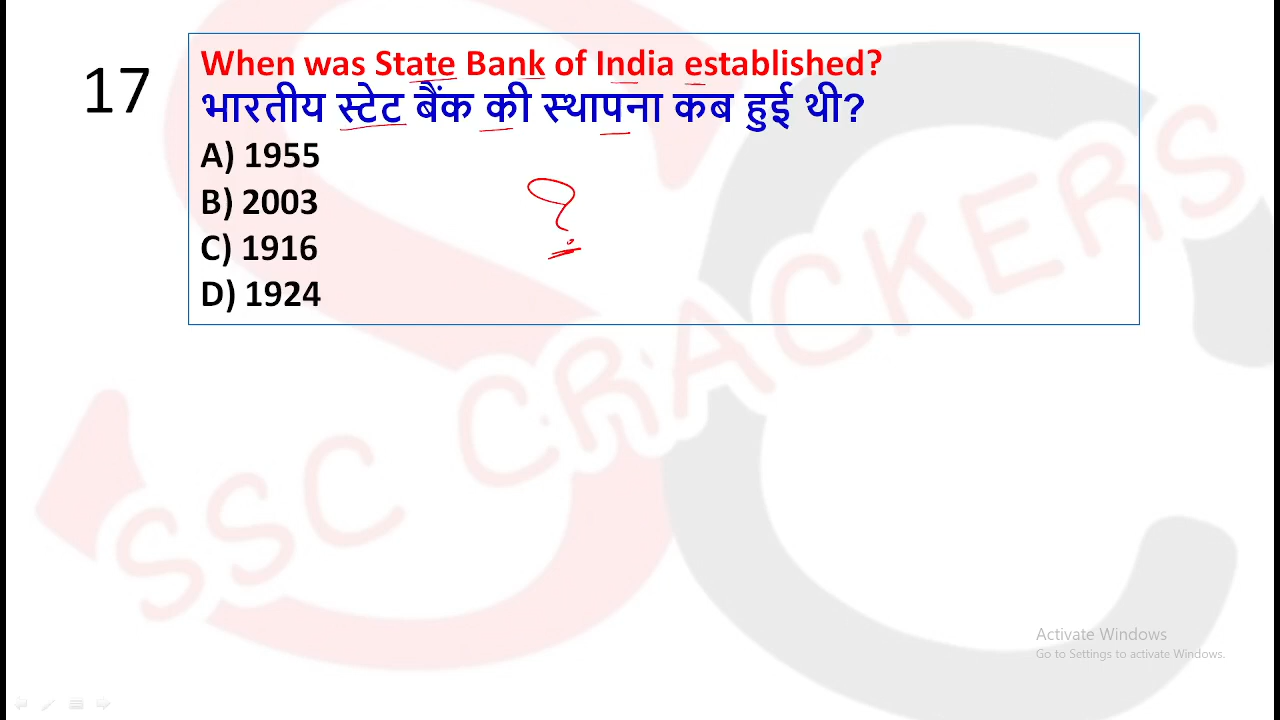 17
When was State Bank of India established?
भारतीय स्टेट बैंक की स्थापना कब हुई थी?
A) 1955
B) 2003
C) 1916
D) 1924
?
SSC CRACKERS
Activate Windows
Go to Settings to activate Windows.